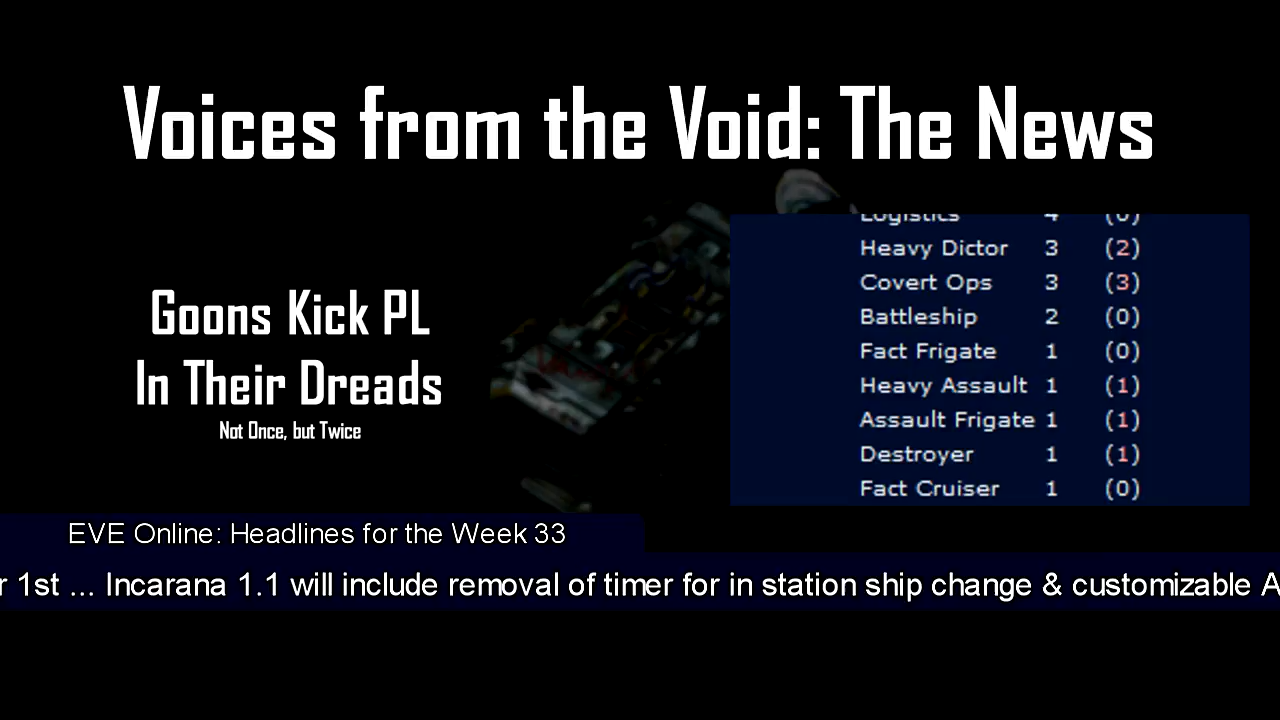 Voices from the Void: The News
Goons Kick PL
In Their Dreads
Not Once, but Twice
Logistics 4 (0)
Heavy Dictor 3 (2)
Covert Ops 3 (3)
Battleship 2 (0)
Fact Frigate 1 (0)
Heavy Assault 1 (1)
Assault Frigate 1 (1)
Destroyer 1 (1)
Fact Cruiser 1 (0)
EVE Online: Headlines for the Week 33
r 1st ... Incarana 1.1 will include removal of timer for in station ship change & customizable A